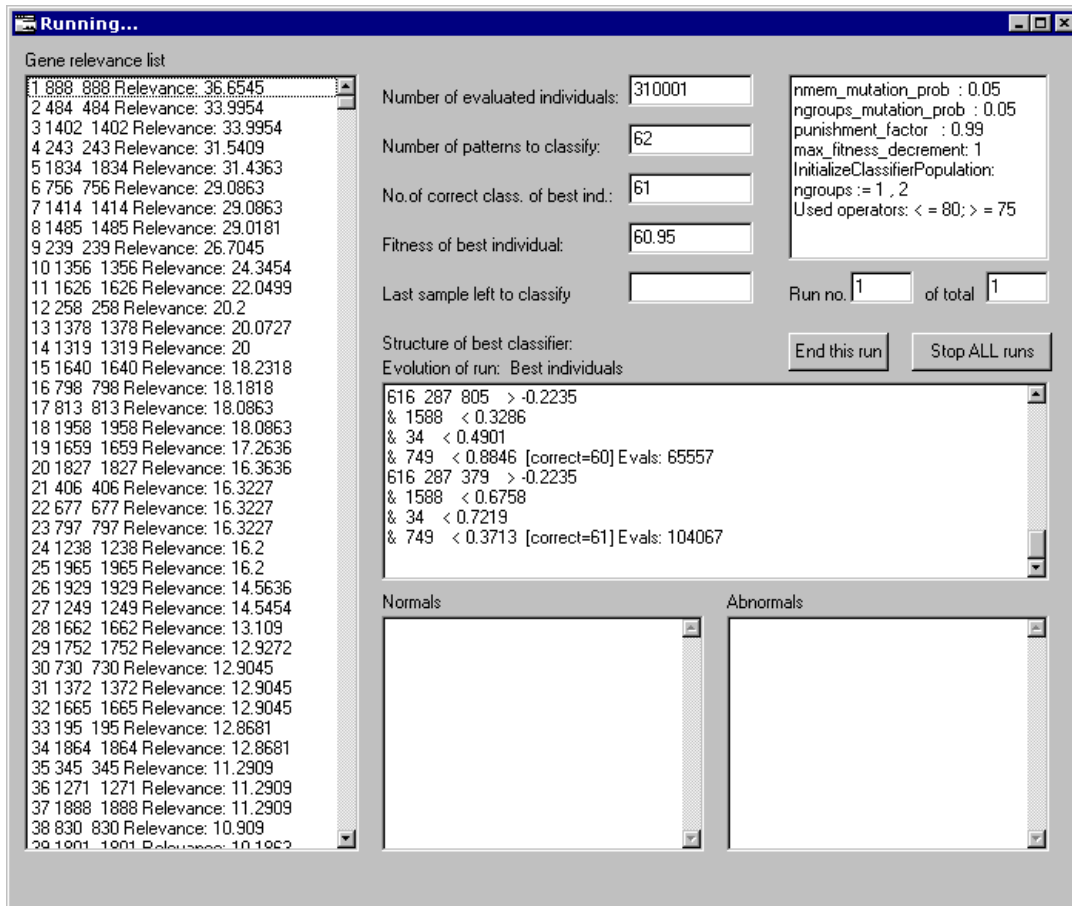 Running...
Gene relevance list
1 888 888 Relevance: 36.6545
2 484 484 Relevance: 33.9954
3 1402 1402 Relevance: 33.9954
4 243 243 Relevance: 31.5409
5 1834 1834 Relevance: 31.4363
6 756 756 Relevance: 29.0863
7 1414 1414 Relevance: 29.0863
8 1485 1485 Relevance: 29.0181
9 239 239 Relevance: 26.7045
10 1356 1356 Relevance: 24.3454
11 1626 1626 Relevance: 22.0499
12 258 258 Relevance: 20.2
13 1378 1378 Relevance: 20.0727
14 1319 1319 Relevance: 20
15 1640 1640 Relevance: 18.2318
16 798 798 Relevance: 18.1818
17 813 813 Relevance: 18.0863
18 1958 1958 Relevance: 18.0863
19 1659 1659 Relevance: 17.2636
20 1827 1827 Relevance: 16.3636
21 406 406 Relevance: 16.3227
22 677 677 Relevance: 16.3227
23 797 797 Relevance: 16.3227
24 1238 1238 Relevance: 16.2
25 1965 1965 Relevance: 16.2
26 1929 1929 Relevance: 14.5636
27 1249 1249 Relevance: 14.5454
28 1662 1662 Relevance: 13.109
29 1752 1752 Relevance: 12.9272
30 730 730 Relevance: 12.9045
31 1372 1372 Relevance: 12.9045
32 1665 1665 Relevance: 12.9045
33 195 195 Relevance: 12.8681
34 1864 1864 Relevance: 12.8681
35 345 345 Relevance: 11.2909
36 1271 1271 Relevance: 11.2909
37 1888 1888 Relevance: 11.2909
38 830 830 Relevance: 10.909
39 1801 1801 Relevance: 10.1863
Number of evaluated individuals: 310001
Number of patterns to classify: 62
No.of correct class. of best ind.: 61
Fitness of best individual: 60.95
Last sample left to classify
nmem_mutation_prob : 0.05
ngroups_mutation_prob : 0.05
punishment_factor : 0.99
max_fitness_decrement: 1
InitializeClassifierPopulation:
ngroups := 1 , 2
Used operators: < = 80; > = 75
Run no. 1 of total 1
End this run
Stop ALL runs
Structure of best classifier:
Evolution of run: Best individuals
616 287 805 > -0.2235
& 1588 < 0.3286
& 34 < 0.4901
& 749 < 0.8846 [correct=60] Evals: 65557
616 287 379 > -0.2235
& 1588 < 0.6758
& 34 < 0.7219
& 749 < 0.3713 [correct=61] Evals: 104067
Normals
Abnormals